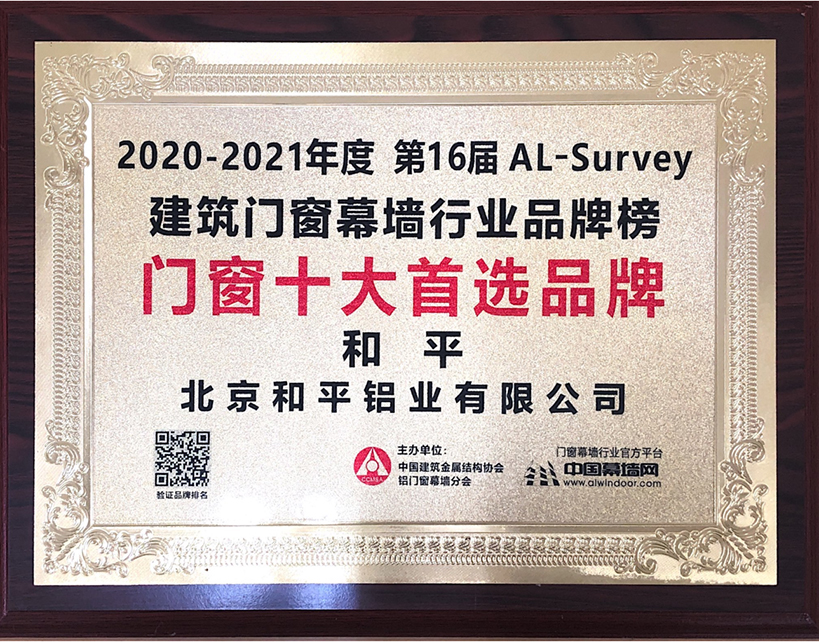 2020-2021年度 第16届 AL-Survey
建筑门窗幕墙行业品牌榜
门窗十大首选品牌
和 平
北京和平铝业有限公司
验证品牌排名
CCMSA
主办单位:
中国建筑金属结构协会
铝门窗幕墙分会
门窗幕墙行业官方平台
中国幕墙网
www.alwindoor.com